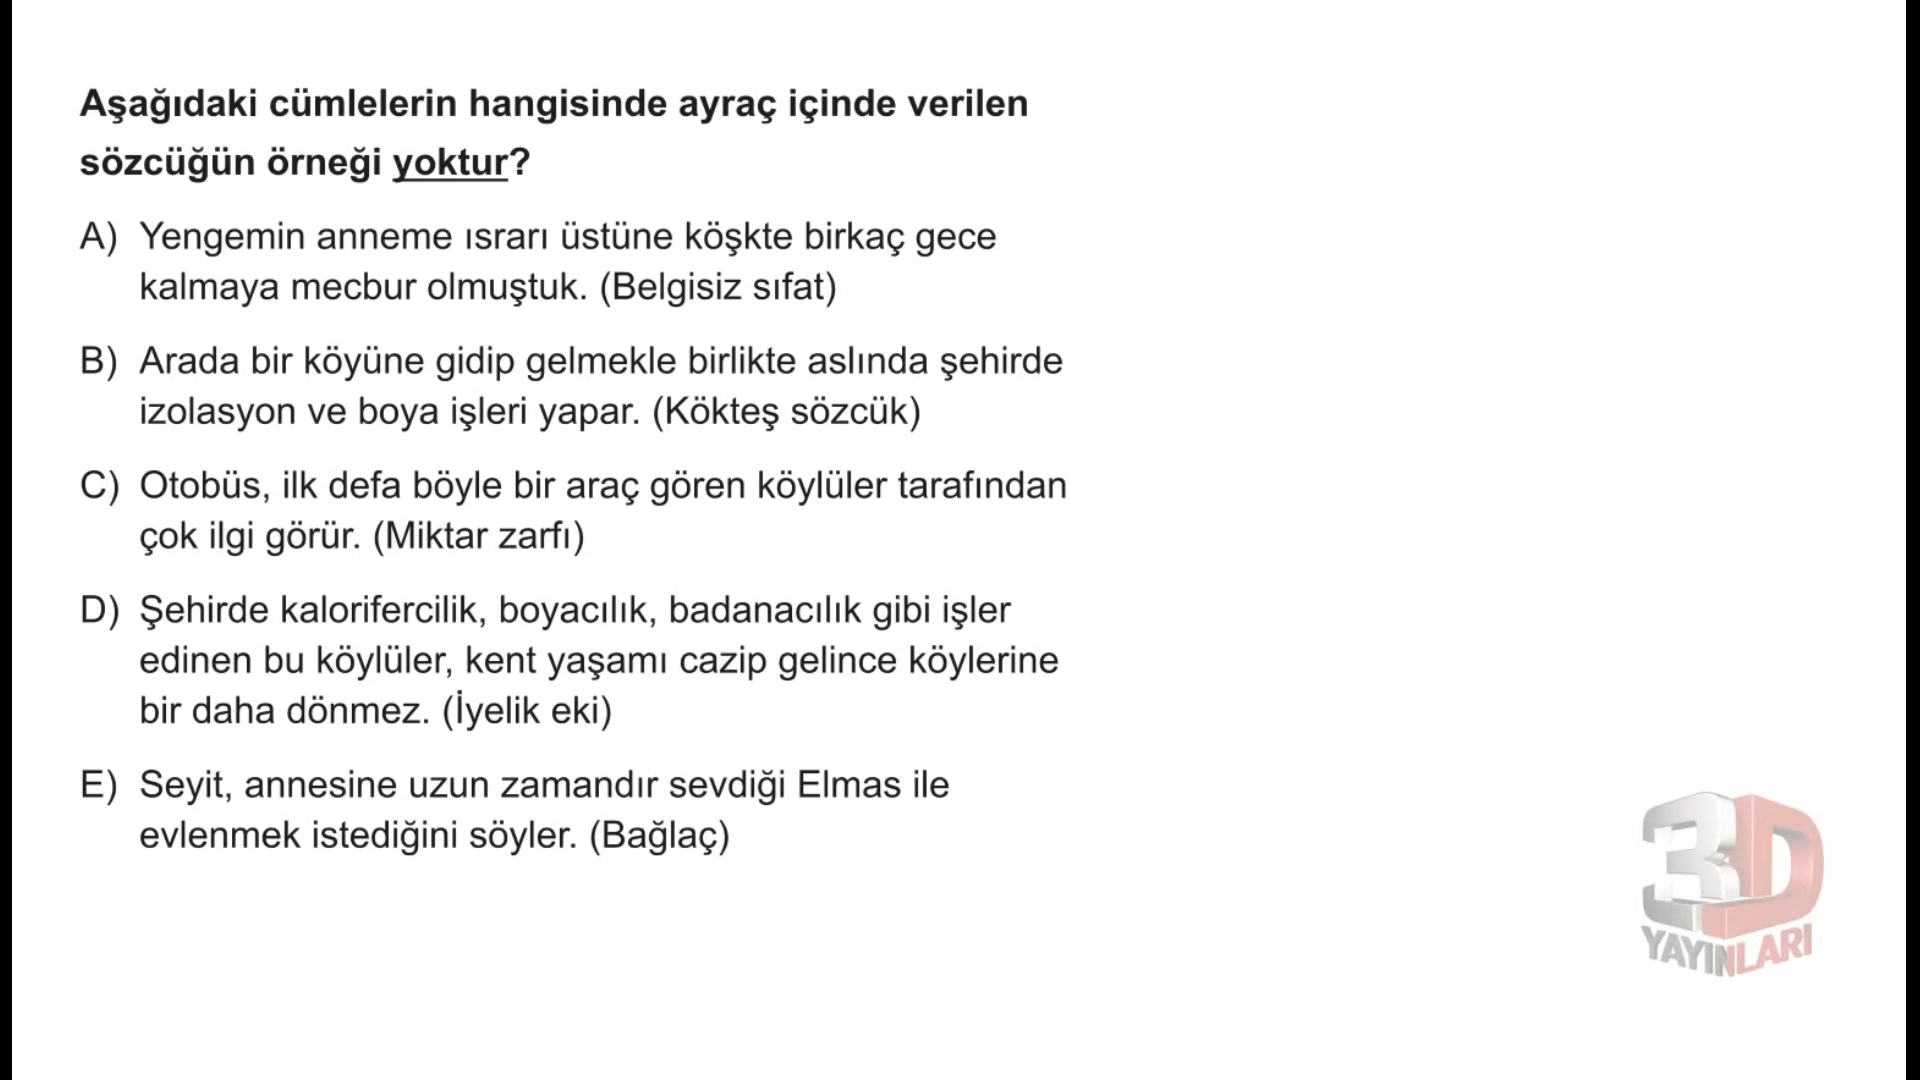 Aşağıdaki cümlelerin hangisinde ayraç içinde verilen
sözcüğün örneği yoktur?
A) Yengemin anneme ısrarı üstüne köşkte birkaç gece
kalmaya mecbur olmuştuk. (Belgisiz sıfat)
B) Arada bir köyüne gidip gelmekle birlikte aslında şehirde
izolasyon ve boya işleri yapar. (Kökteş sözcük)
C) Otobüs, ilk defa böyle bir araç gören köylüler tarafından
çok ilgi görür. (Miktar zarfı)
D) Şehirde kalorifercilik, boyacılık, badanacılık gibi işler
edinen bu köylüler, kent yaşamı cazip gelince köylerine
bir daha dönmez. (İyelik eki)
E) Seyit, annesine uzun zamandır sevdiği Elmas ile
evlenmek istediğini söyler. (Bağlaç)
3D
YAYINLARI